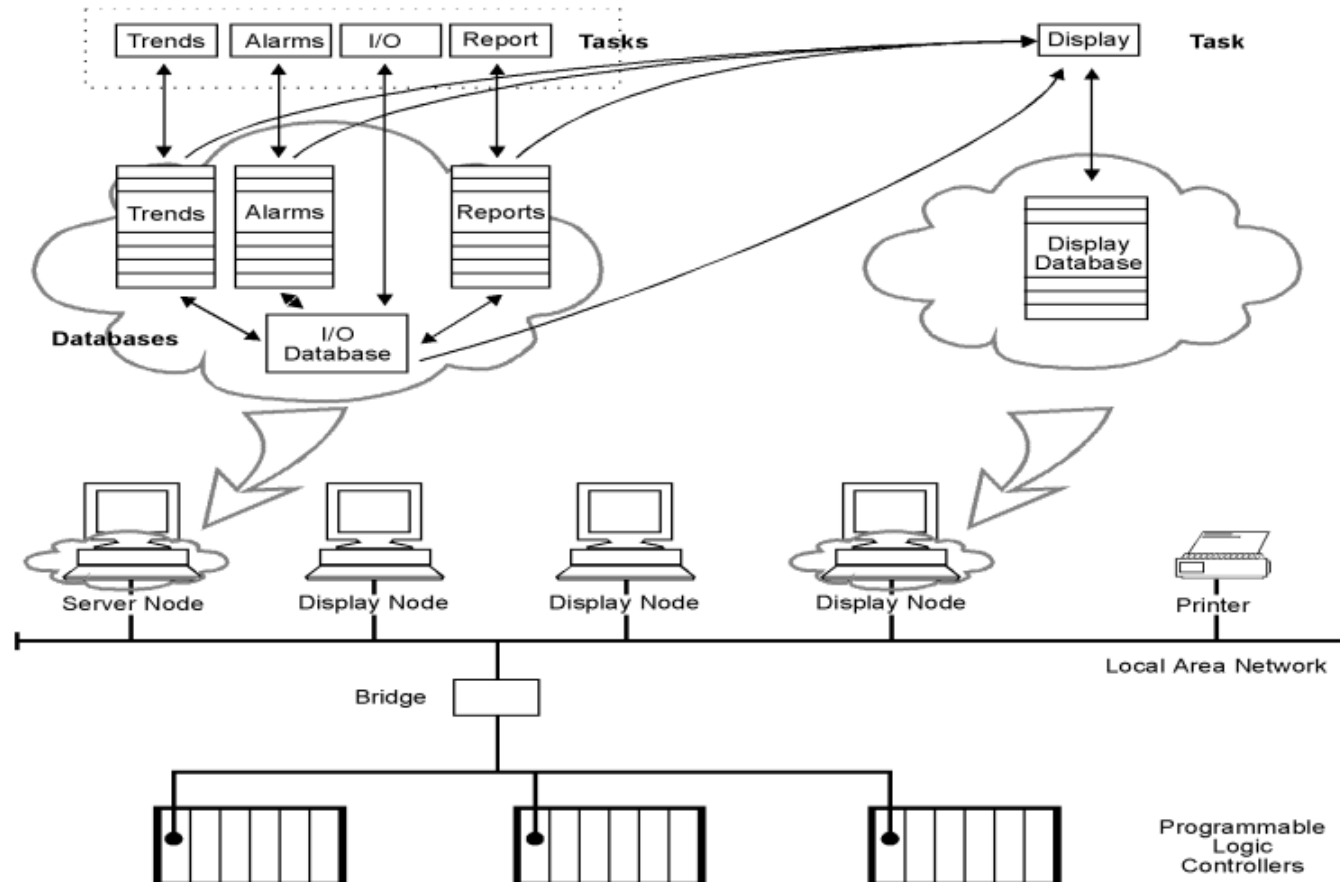 Trends
Alarms
I/O
Report
Tasks
Display
Task
Trends
Alarms
Reports
Display
Database
I/O
Database
Databases
Server Node
Display Node
Display Node
Display Node
Printer
Local Area Network
Bridge
Programmable
Logic
Controllers